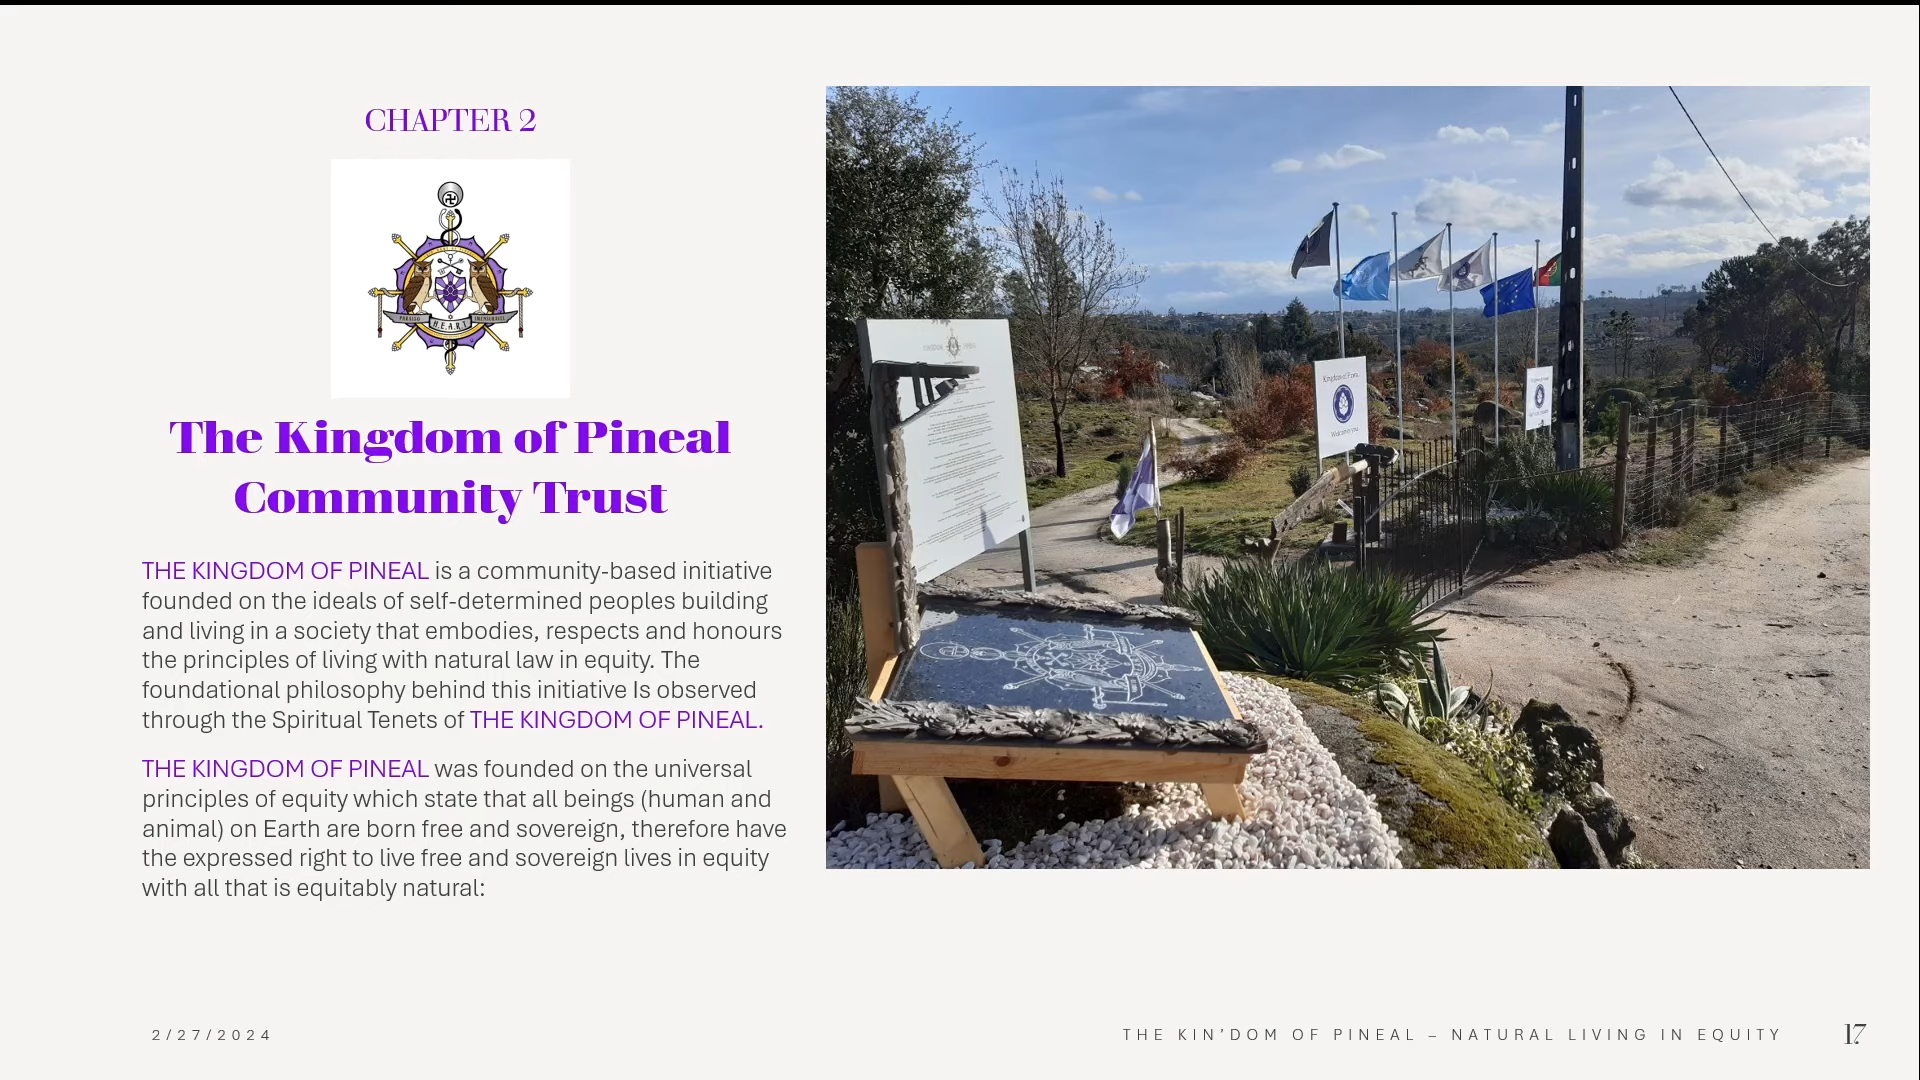 CHAPTER 2
H.E.A.R.T
The Kingdom of Pineal
Community Trust
THE KINGDOM OF PINEAL is a community-based initiative
founded on the ideals of self-determined peoples building
and living in a society that embodies, respects and honours
the principles of living with natural law in equity. The
foundational philosophy behind this initiative Is observed
through the Spiritual Tenets of THE KINGDOM OF PINEAL.
THE KINGDOM OF PINEAL was founded on the universal
principles of equity which state that all beings (human and
animal) on Earth are born free and sovereign, therefore have
the expressed right to live free and sovereign lives in equity
with all that is equitably natural:
Kingdom of Pineal
Welcomes you
2/27/2024
THE KIN’DOM OF PINEAL – NATURAL LIVING IN EQUITY
17